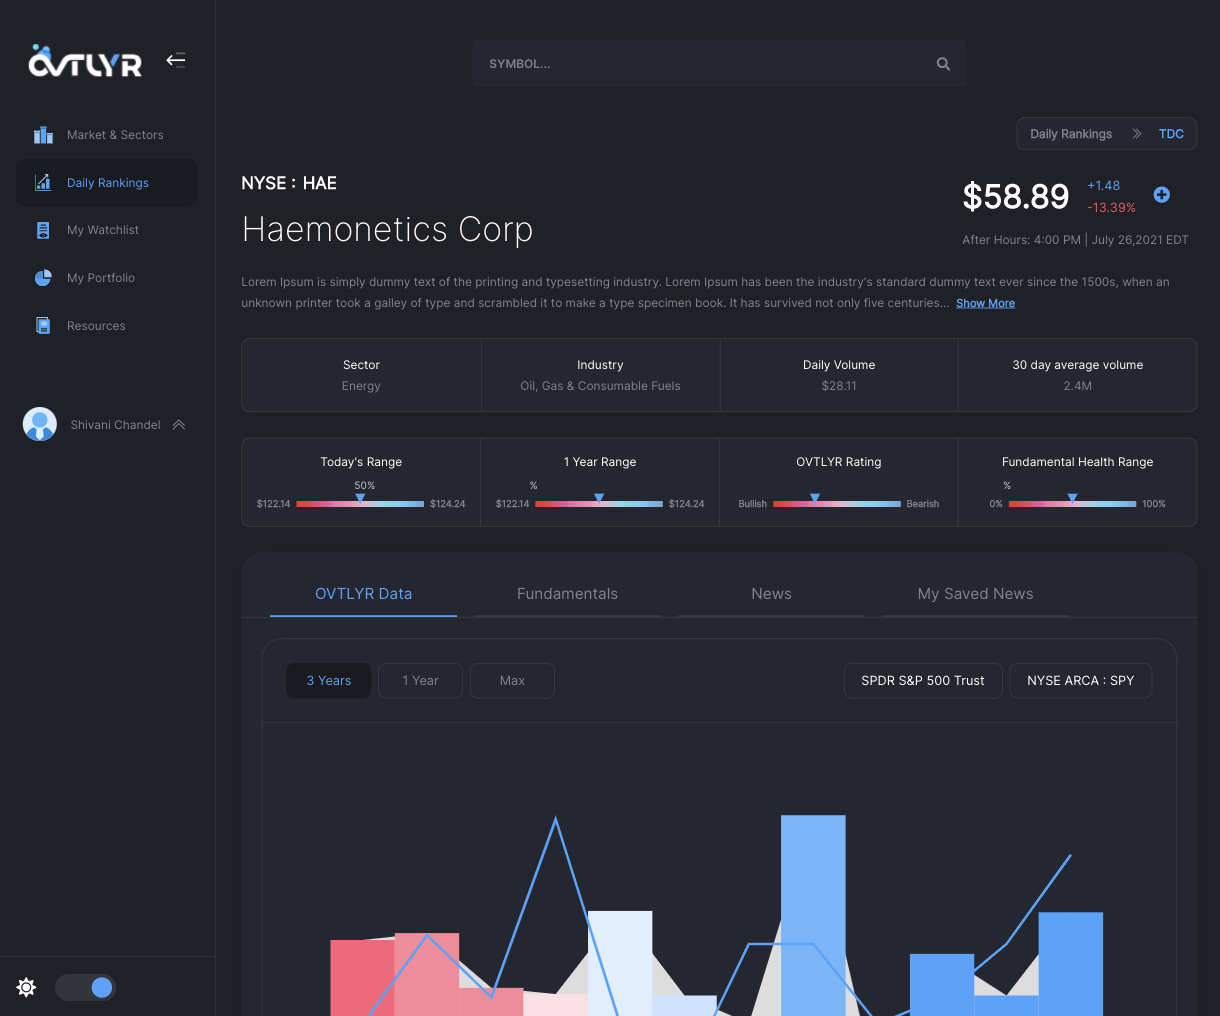 OVTLYR
Market & Sectors
Daily Rankings
My Watchlist
My Portfolio
Resources
Shivani Chandel
SYMBOL...
Daily Rankings TDC
NYSE : HAE
Haemonetics Corp
$58.89
+1.48
-13.39%
After Hours: 4:00 PM | July 26,2021 EDT
Lorem Ipsum is simply dummy text of the printing and typesetting industry. Lorem Ipsum has been the industry's standard dummy text ever since the 1500s, when an
unknown printer took a galley of type and scrambled it to make a type specimen book. It has survived not only five centuries... Show More
Sector
Energy
Industry
Oil, Gas & Consumable Fuels
Daily Volume
$28.11
30 day average volume
2.4M
Today's Range
50%
$122.14 $124.24
1 Year Range
%
$122.14 $124.24
OVTLYR Rating
Bullish Bearish
Fundamental Health Range
%
0% 100%
OVTLYR Data Fundamentals News My Saved News
3 Years 1 Year Max SPDR S&P 500 Trust NYSE ARCA : SPY